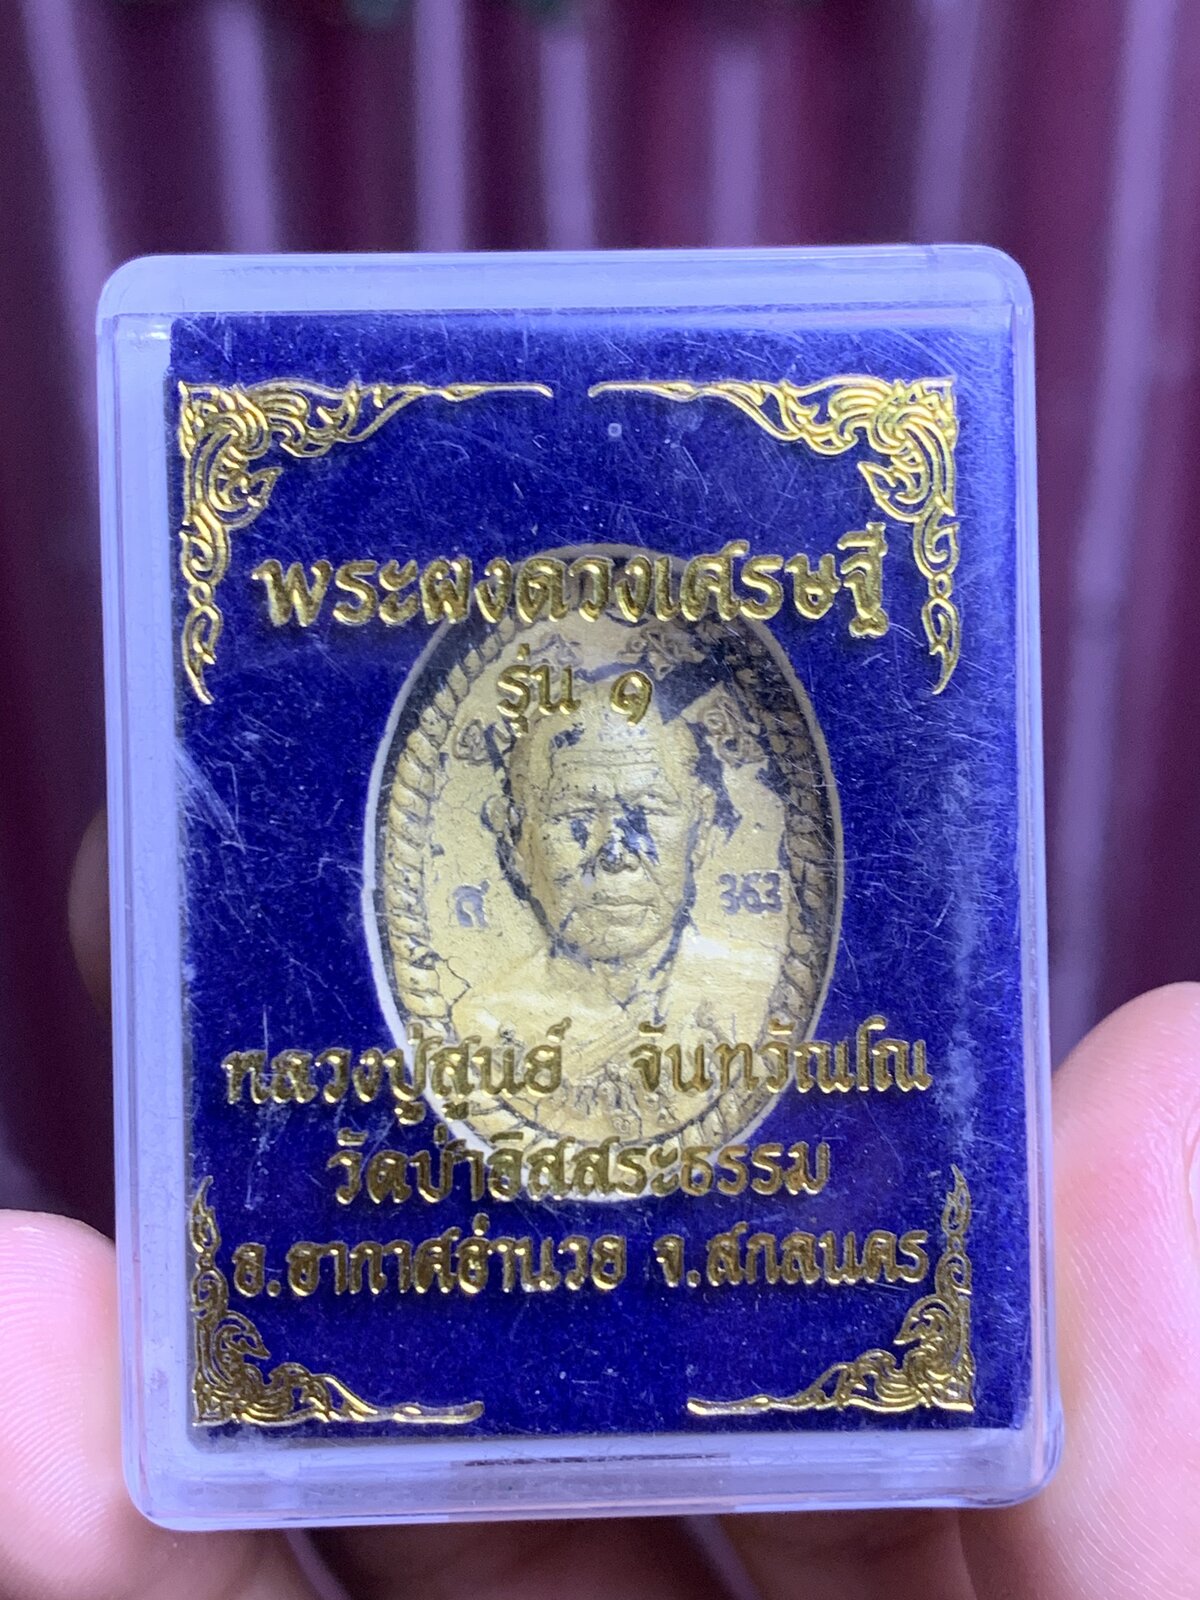 พระผงดวงเศรษฐี
รุ่น ๑
๙ 363
หลวงปู่สูนย์ จันทวัณโณ
วัดป่าอิสสระธรรม
อ.อากาศอำนวย จ.สกลนคร